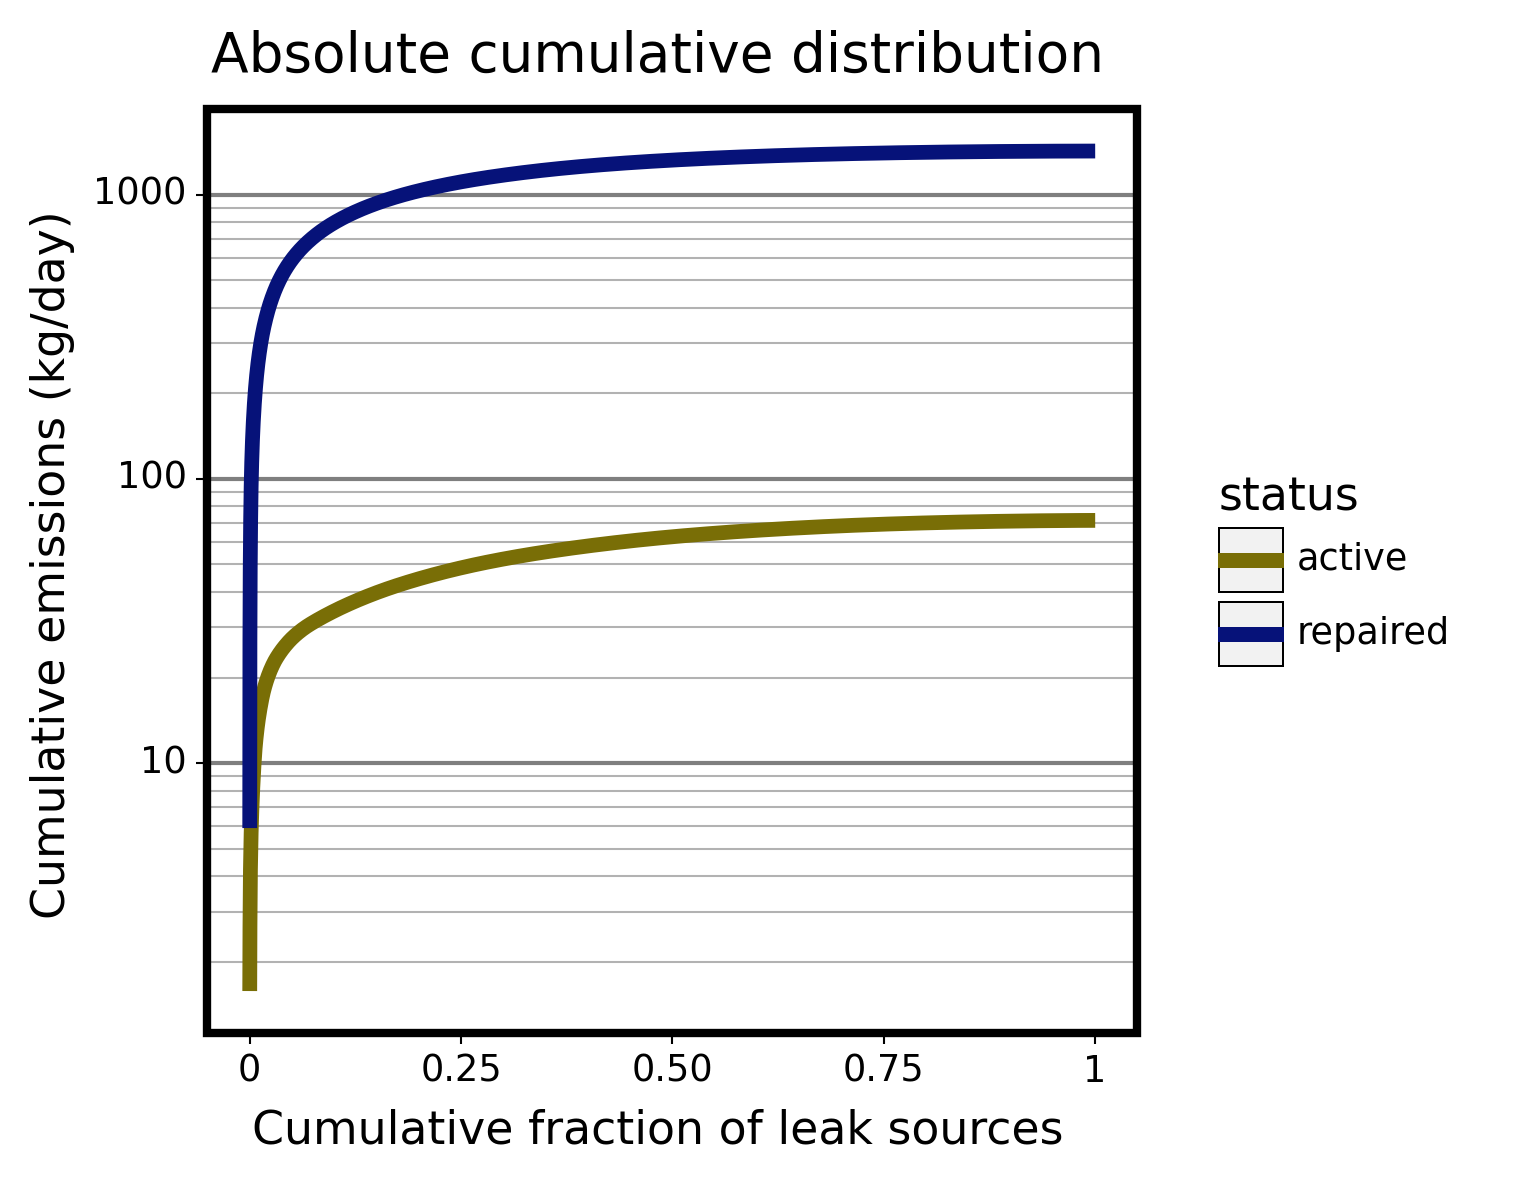 Absolute cumulative distribution
Cumulative emissions (kg/day)
1000
100
10
0 0.25 0.50 0.75 1
Cumulative fraction of leak sources
status
active
repaired